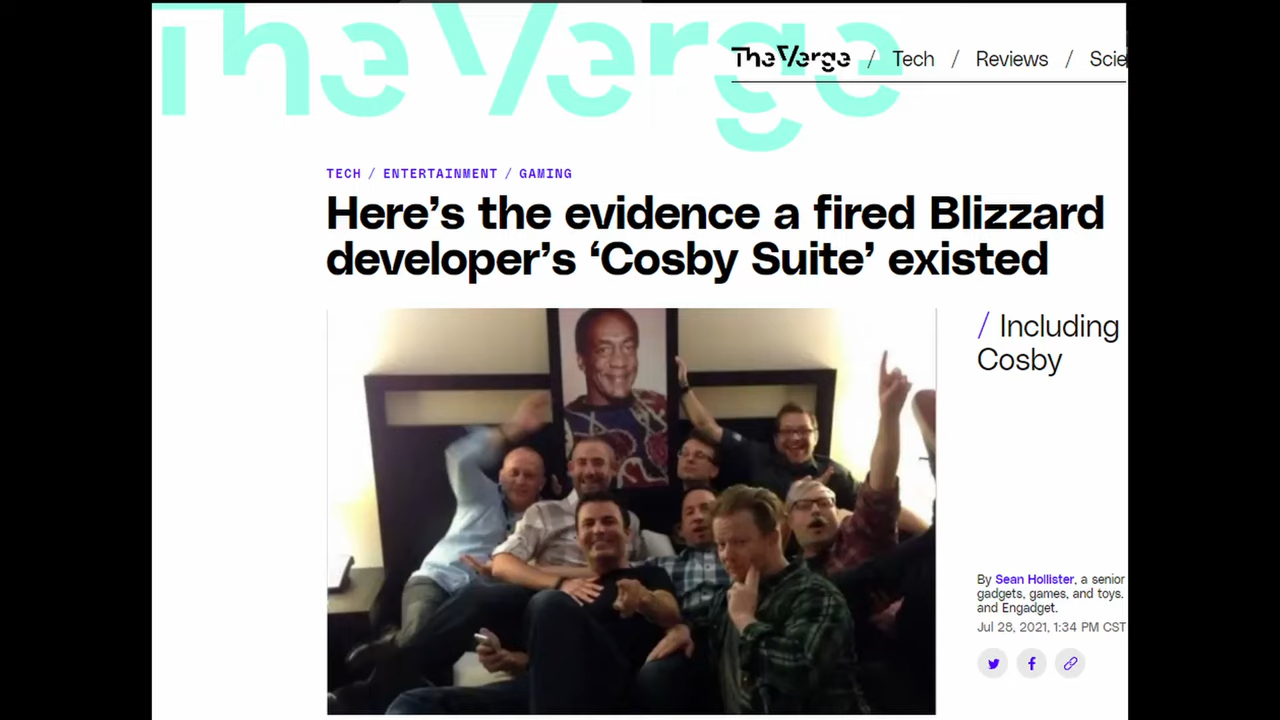 The Verge
The Verge / Tech / Reviews / Scie
TECH / ENTERTAINMENT / GAMING
Here’s the evidence a fired Blizzard
developer’s ‘Cosby Suite’ existed
/ Including
Cosby
By Sean Hollister, a senior
gadgets, games, and toys.
and Engadget.
Jul 28, 2021, 1:34 PM CST